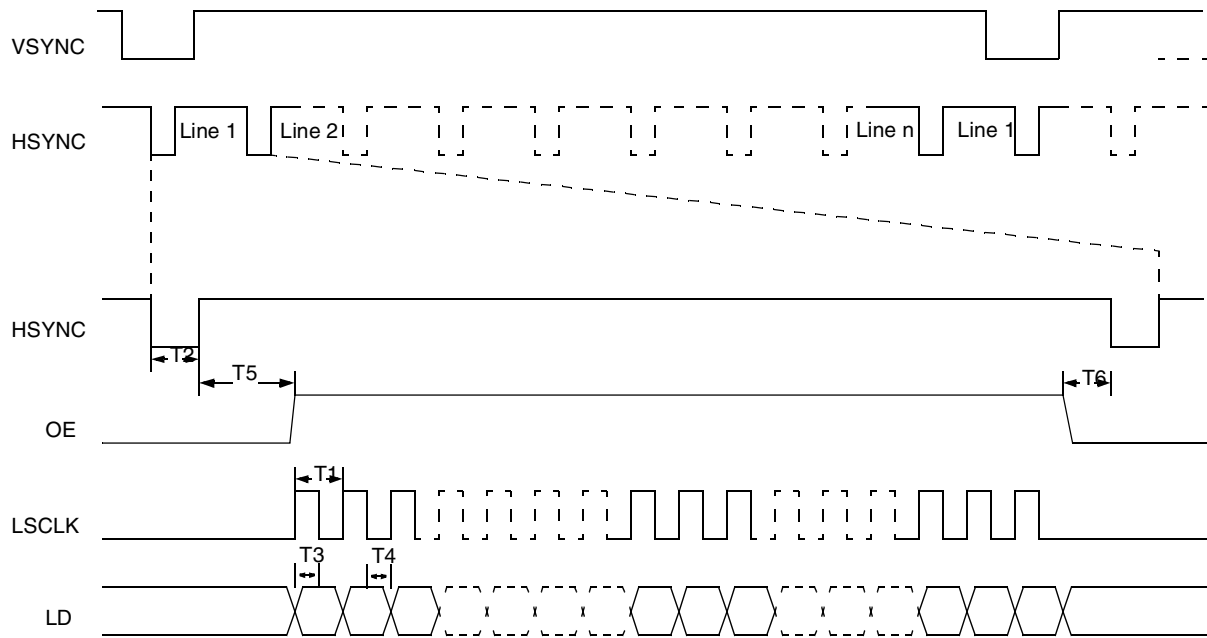 VSYNC
HSYNC
Line 1
Line 2
Line n
Line 1
HSYNC
T2
T5
T6
OE
T1
LSCLK
T3
T4
LD